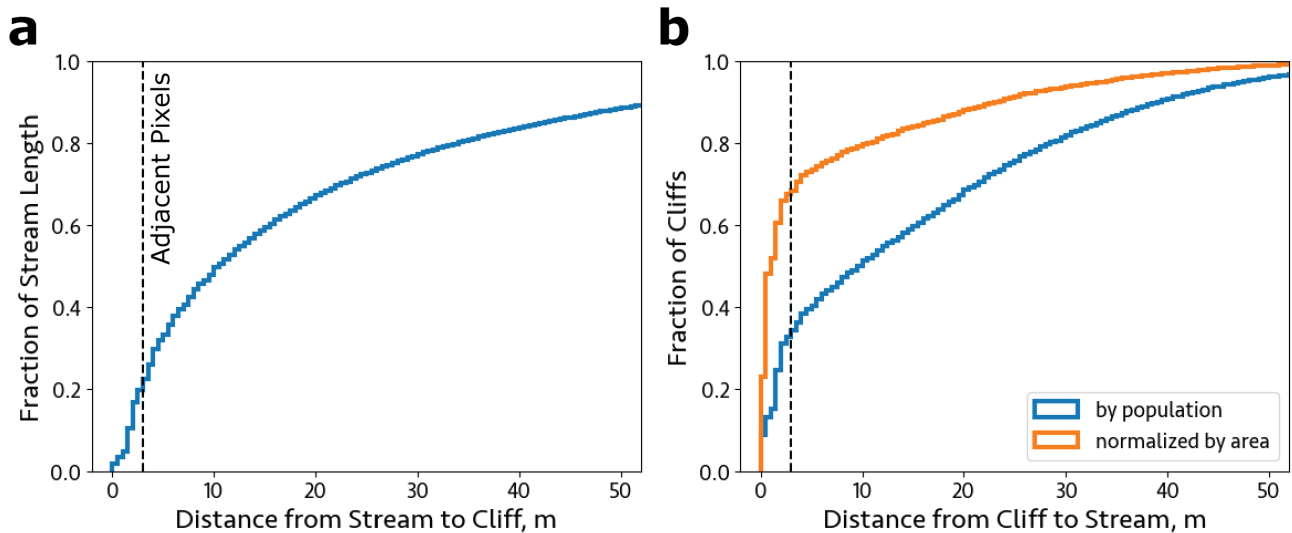 a
1.0
0.8
0.6
0.4
0.2
0.0
Fraction of Stream Length
Adjacent Pixels
0 10 20 30 40 50
Distance from Stream to Cliff, m
b
1.0
0.8
0.6
0.4
0.2
0.0
Fraction of Cliffs
by population
normalized by area
0 10 20 30 40 50
Distance from Cliff to Stream, m